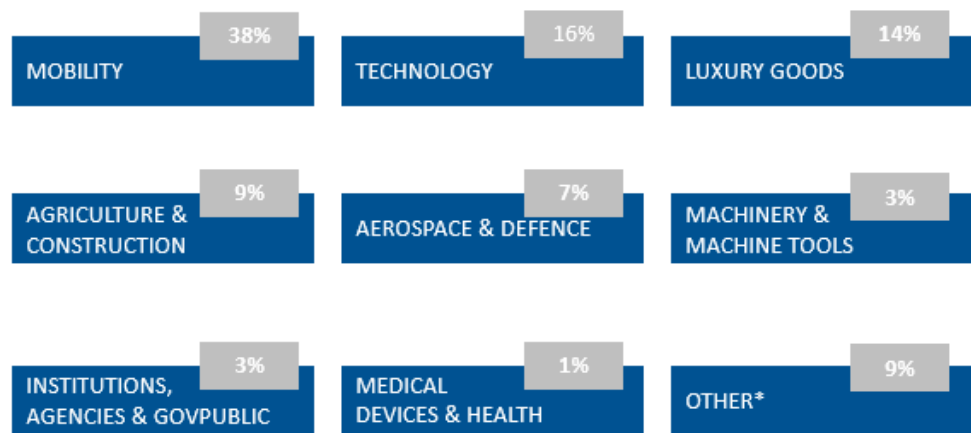 38%
MOBILITY
16%
TECHNOLOGY
14%
LUXURY GOODS
9%
AGRICULTURE &
CONSTRUCTION
7%
AEROSPACE & DEFENCE
3%
MACHINERY &
MACHINE TOOLS
3%
INSTITUTIONS,
AGENCIES & GOVPUBLIC
1%
MEDICAL
DEVICES & HEALTH
9%
OTHER*